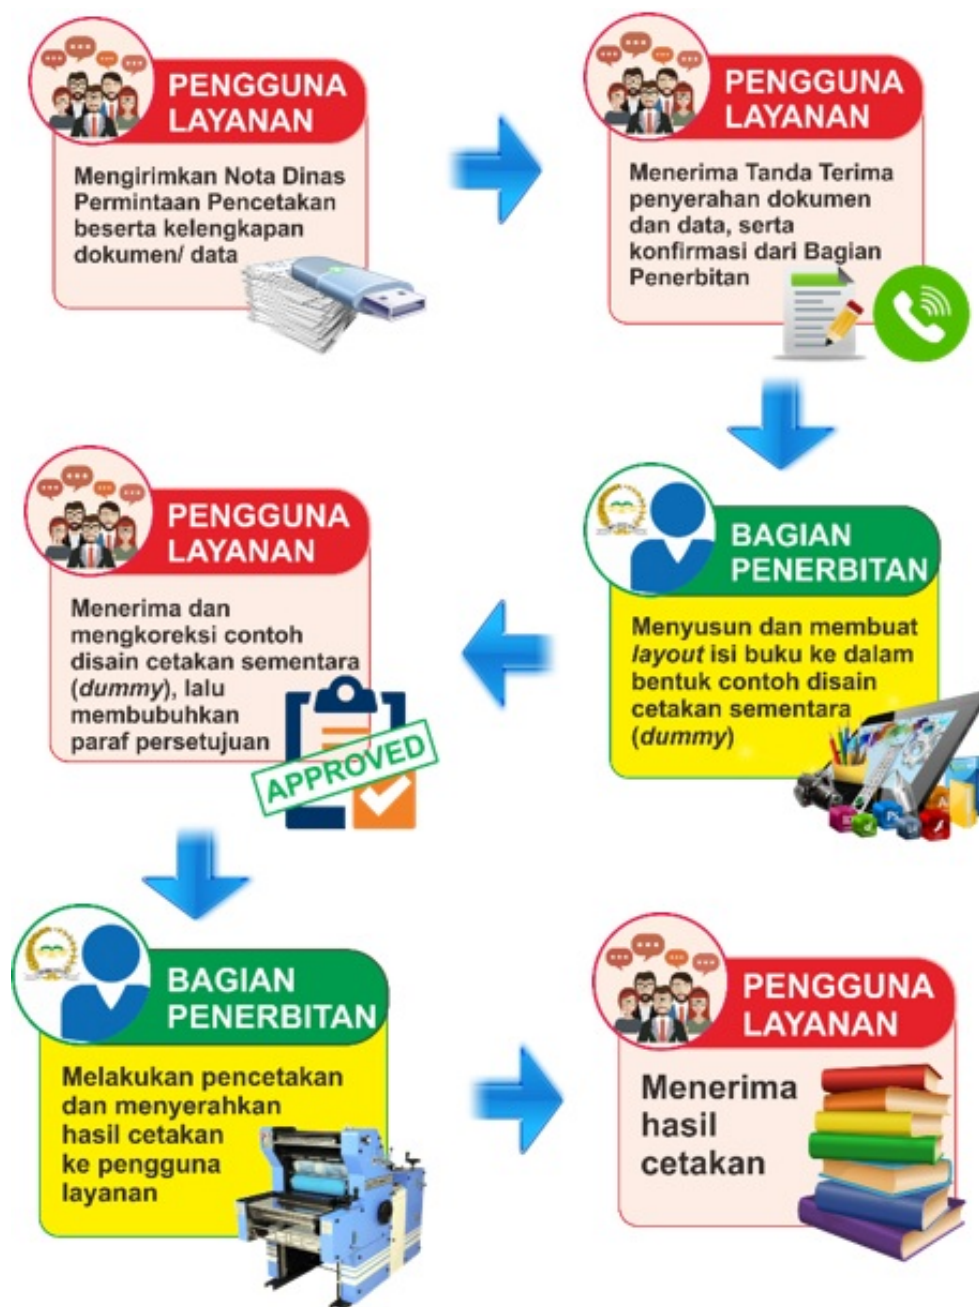 PENGGUNA
LAYANAN
Mengirimkan Nota Dinas
Permintaan Pencetakan
beserta kelengkapan
dokumen/ data
PENGGUNA
LAYANAN
Menerima Tanda Terima
penyerahan dokumen
dan data, serta
konfirmasi dari Bagian
Penerbitan
BAGIAN
PENERBITAN
Menyusun dan membuat
layout isi buku ke dalam
bentuk contoh disain
cetakan sementara
(dummy)
PENGGUNA
LAYANAN
Menerima dan
mengkoreksi contoh
disain cetakan sementara
(dummy), lalu
membubuhkan
paraf persetujuan
APPROVED
BAGIAN
PENERBITAN
Melakukan pencetakan
dan menyerahkan
hasil cetakan
ke pengguna
layanan
PENGGUNA
LAYANAN
Menerima
hasil
cetakan